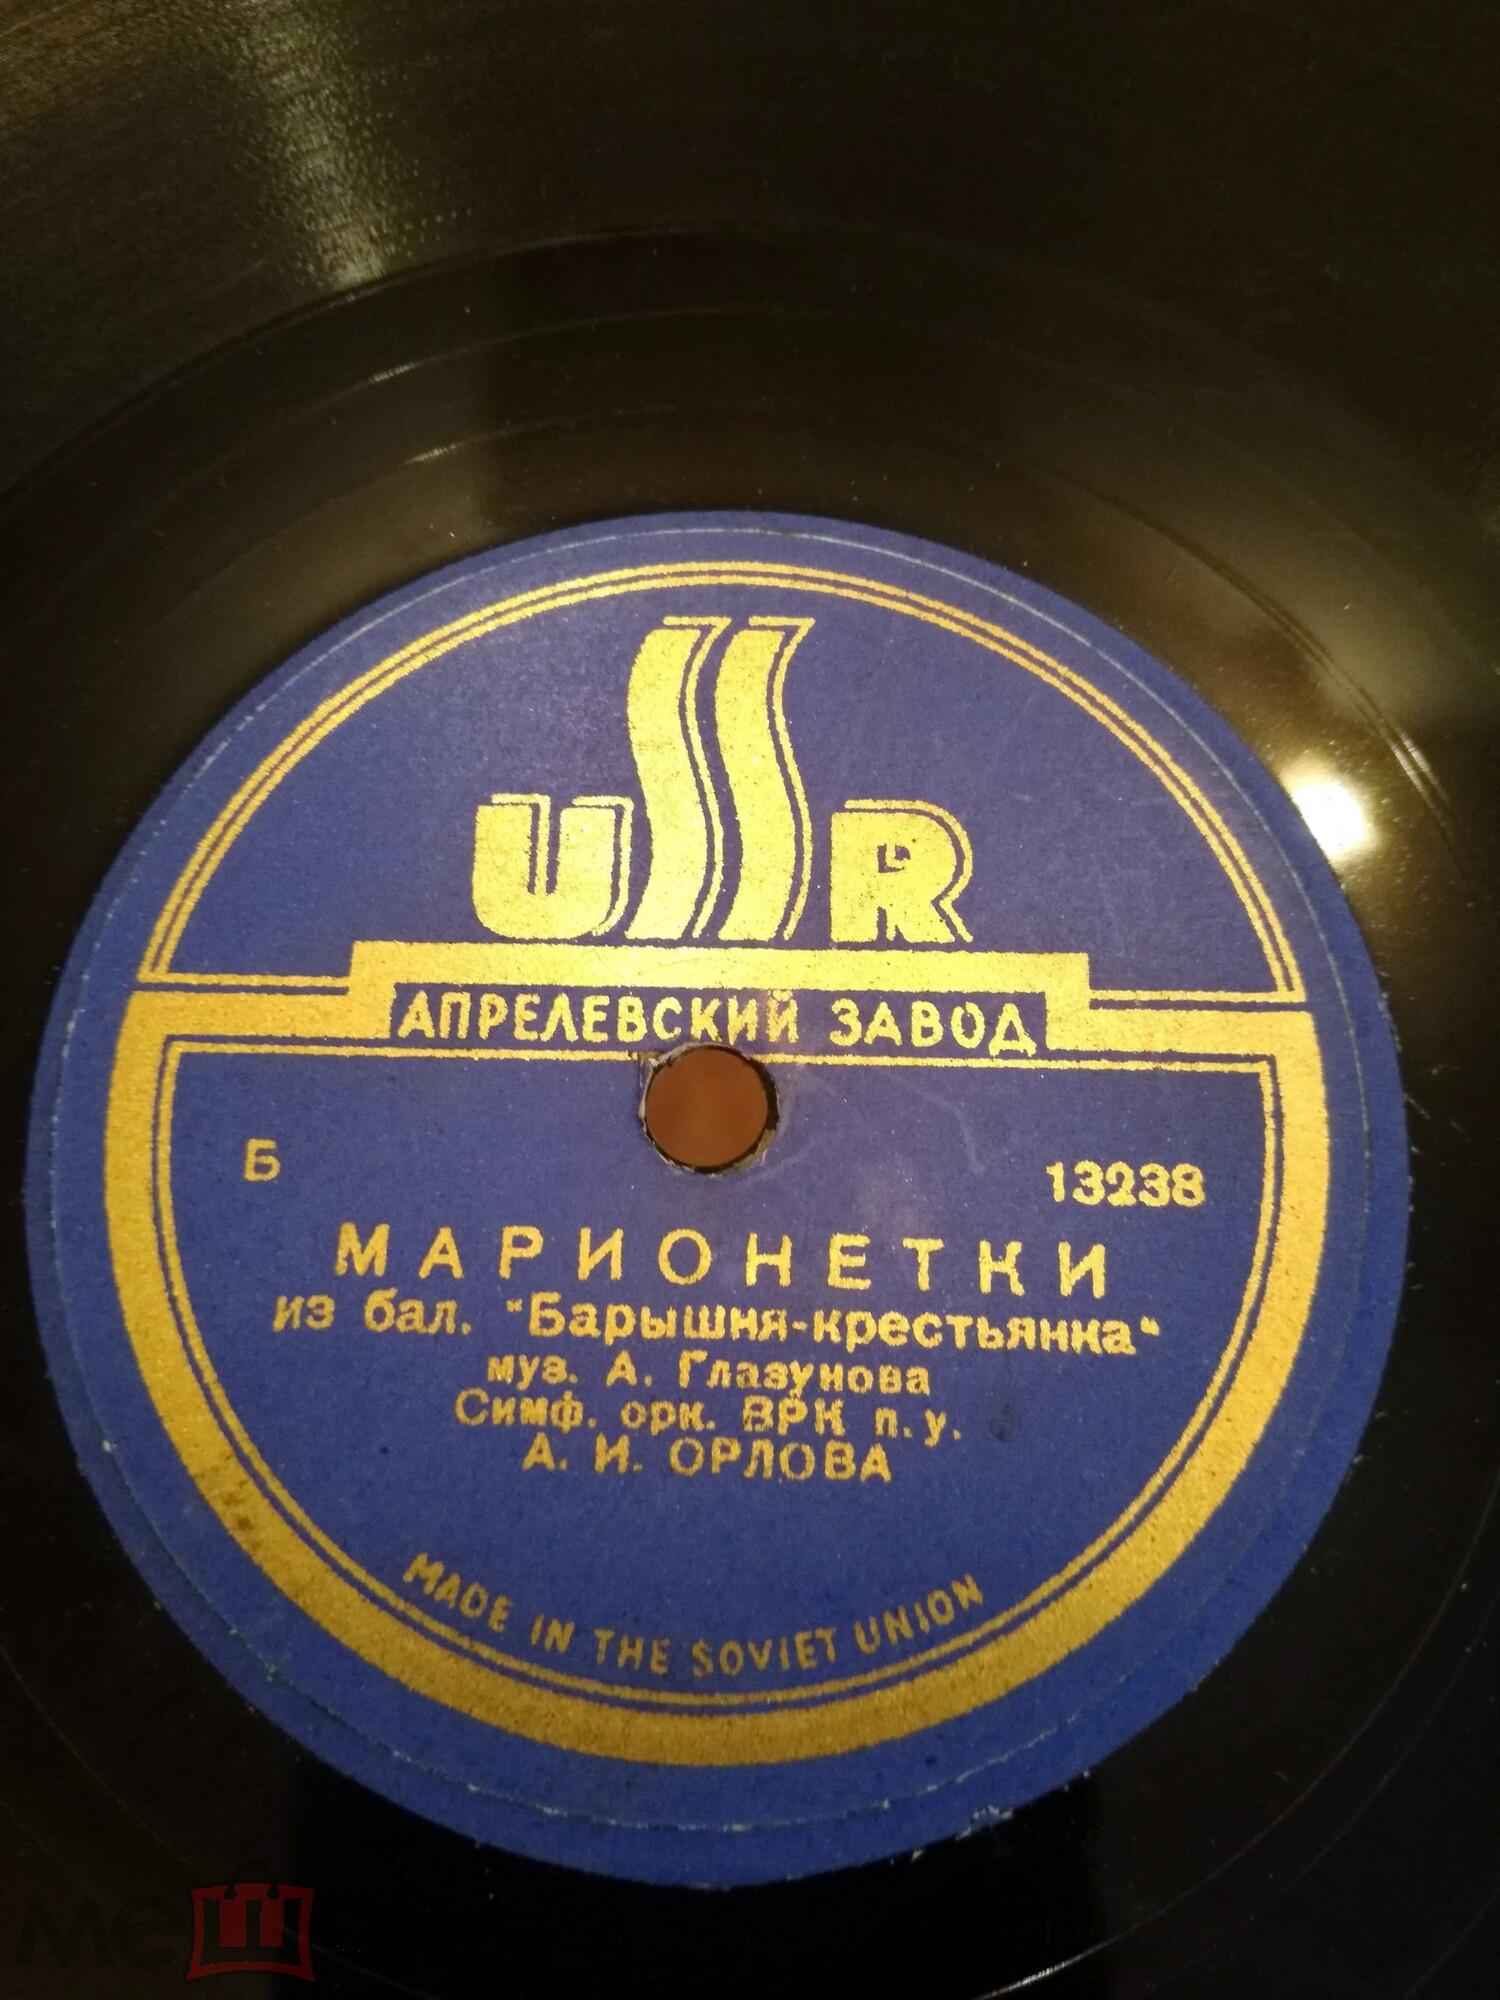 USSR
АПРЕЛЕВСКИЙ ЗАВОД
Б 13238
МАРИОНЕТКИ
из бал. "Барышня-крестьянка"
муз. А. Глазунова
Симф. орк. ВРК п. у.
А. И. ОРЛОВА
MADE IN THE SOVIET UNION
мешок